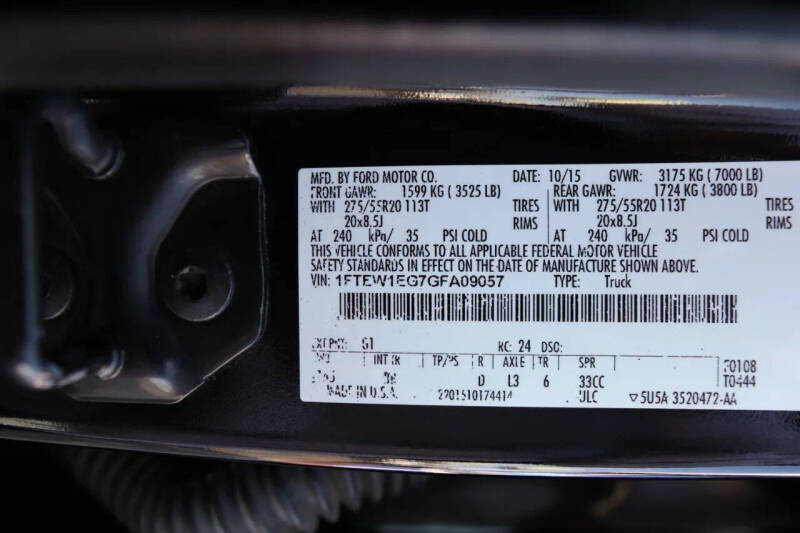 MFD. BY FORD MOTOR CO. DATE: 10/15 GVWR: 3175 KG ( 7000 LB)
FRONT GAWR: 1599 KG ( 3525 LB) REAR GAWR: 1724 KG ( 3800 LB)
WITH 275/55R20 113T TIRES WITH 275/55R20 113T TIRES
20x8.5J RIMS 20x8.5J RIMS
AT 240 kPa/ 35 PSI COLD AT 240 kPa/ 35 PSI COLD
THIS VEHICLE CONFORMS TO ALL APPLICABLE FEDERAL MOTOR VEHICLE
SAFETY STANDARDS IN EFFECT ON THE DATE OF MANUFACTURE SHOWN ABOVE.
VIN: 1FTEW1EG7GFA09057 TYPE: Truck
EXT PNT: G1 RC: 24 DSO:
INT TR TP/PS R AXLE TR SPR
D L3 6 33CC
MADE IN U.S.A. 2201510174414 ULC
F0108
T0444
▽5U5A 3520472-AA